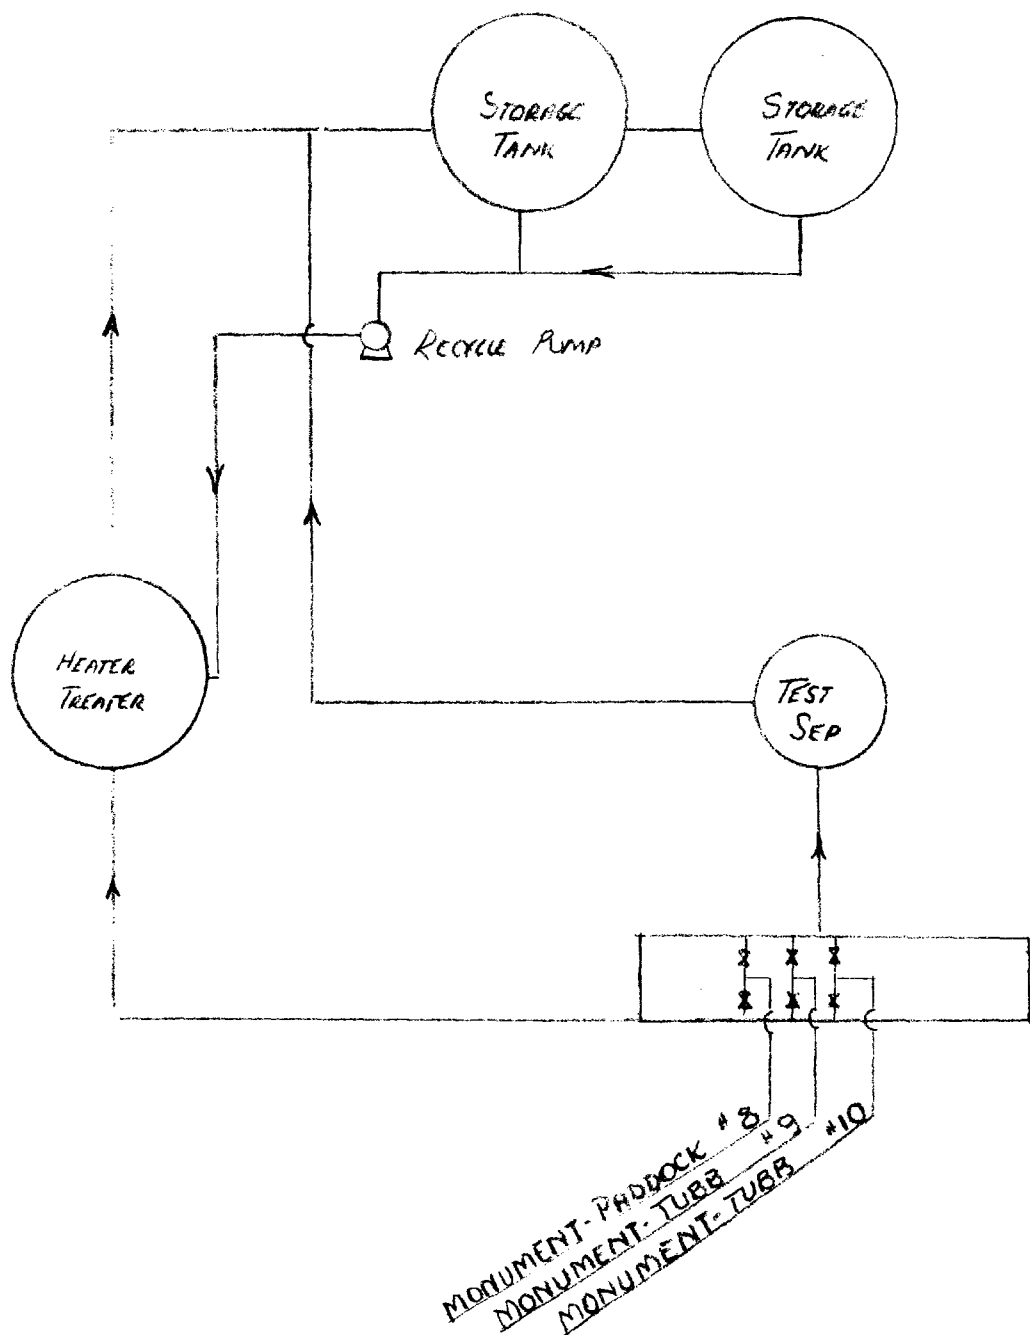 STORAGE
TANK
STORAGE
TANK
RECYCLE PUMP
HEATER
TREATER
TEST
SEP
MONUMENT-PADDOCK #8
MONUMENT-TUBB #9
MONUMENT-TUBB #10